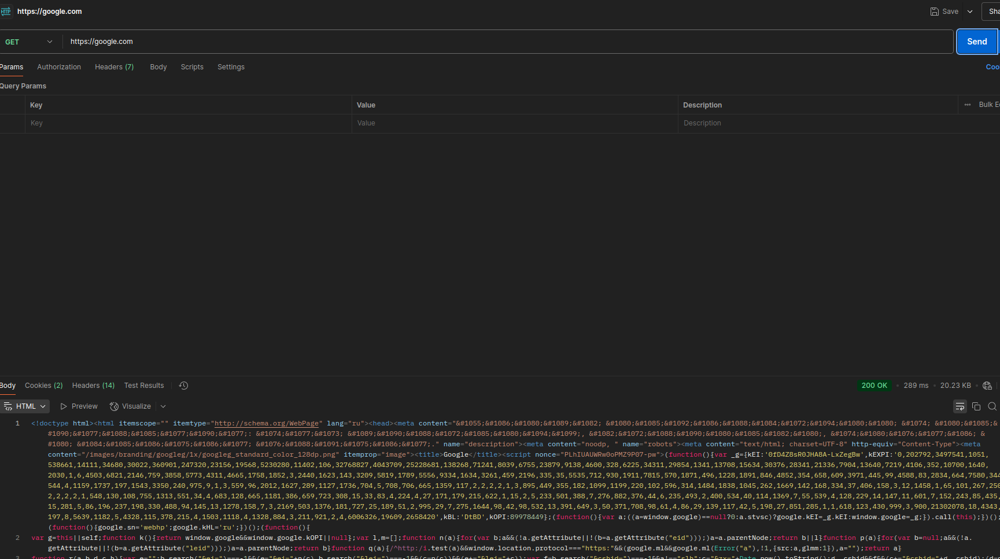 HTTP https://google.com Save Sha
GET https://google.com Send
Params Authorization Headers (7) Body Scripts Settings Coo
Query Params
Key Value Description Bulk Ed
Key Value Description
Body Cookies (2) Headers (14) Test Results 200 OK • 289 ms • 20.23 KB •
HTML Preview Visualize
1 <!doctype html><html itemscope="" itemtype="http://schema.org/WebPage" lang="ru"><head><meta content="&#1055;&#1086;&#1080;&#1089;&#1082; &#1080;&#1085;&#1092;&#1086;&#1088;&#1084;&#1072;&#1094;&#1080;&#1080; &#1074; &#1080;&#1085;&
#1090;&#1077;&#1088;&#1085;&#1077;&#1090;&#1077;: &#1074;&#1077;&#1073; &#1089;&#1090;&#1088;&#1072;&#1085;&#1080;&#1094;&#1099;, &#1082;&#1072;&#1088;&#1090;&#1080;&#1085;&#1082;&#1080;, &#1074;&#1080;&#1076;&#1077;&#1086; &
#1080; &#1084;&#1085;&#1086;&#1075;&#1086;&#1077; &#1076;&#1088;&#1091;&#1075;&#1086;&#1077;." name="description"><meta content="noodp, " name="robots"><meta content="text/html; charset=UTF-8" http-equiv="Content-Type"><meta
content="/images/branding/googleg/1x/googleg_standard_color_128dp.png" itemprop="image"><title>Google</title><script nonce="PLhIUAUWRw0oPMZ9P07-pw">(function(){var _g={kEI:'0fD4Z8sR0JHA8A-LxZegBw',kEXPI:'0,202792,3497541,1051,
538661,14111,34680,30022,360901,247320,23156,19568,5230280,11402,106,32768827,4043709,25228681,138268,71241,8039,6755,23879,9138,4600,328,6225,34311,29854,1341,13708,15634,30376,28341,21336,7904,13640,7219,4106,352,10700,1640,
2030,1,6,4503,6821,2146,759,3858,5773,4311,4665,1758,1852,3,2440,1623,143,3209,5819,1789,5556,9334,1634,3261,459,2196,335,35,5535,712,930,1911,7815,570,1871,496,1228,1891,846,4852,354,658,609,3971,445,99,4588,83,2834,664,7580,344
544,4,1159,1737,197,1543,3350,240,975,9,1,3,559,96,2012,1627,289,1127,1736,704,5,708,706,665,1359,117,2,2,2,2,1,3,895,449,355,182,1099,1199,220,102,596,314,1484,1838,1045,262,1669,142,168,334,37,406,158,3,12,1458,1,65,101,267,250
2,2,2,2,1,548,130,108,755,1313,551,34,4,683,128,665,1181,386,659,723,308,15,33,83,4,224,4,27,171,179,215,622,1,15,2,5,233,501,388,7,276,882,376,44,6,235,493,2,400,534,40,114,1369,7,55,539,4,128,229,14,147,11,601,7,152,243,85,435,
15,281,5,86,196,237,198,330,488,94,145,13,1278,158,7,3,2169,503,1376,181,727,25,189,51,2,995,29,7,275,1644,98,42,98,532,13,391,649,3,50,371,708,98,61,4,86,29,139,117,42,5,198,27,851,285,1,1,618,123,430,999,3,900,21302078,18,4343,
197,8,5639,1182,5,4328,115,378,215,4,1503,1118,4,1328,884,3,211,921,2,4,6006326,19609,2658420',kBL:'DtBD',kOPI:89978449};(function(){var a;((a=window.google)==null?0:a.stvsc)?google.kEI=_g.kEI:window.google=_g;}).call(this);})();
(function(){google.sn='webhp';google.kHL='ru';})();(function(){
2 var g=this||self;function k(){return window.google&&window.google.kOPI||null};var l,m=[];function n(a){for(var b;a&&(!a.getAttribute||!(b=a.getAttribute("eid")));)a=a.parentNode;return b||l}function p(a){for(var b=null;a&&(!a.
getAttribute||!(b=a.getAttribute("leid")));)a=a.parentNode;return b}function q(a){/^http:/i.test(a)&&window.location.protocol==="https:"&&(google.ml&&google.ml(Error("a"),!1,{src:a,glmm:1}),a="");return a}